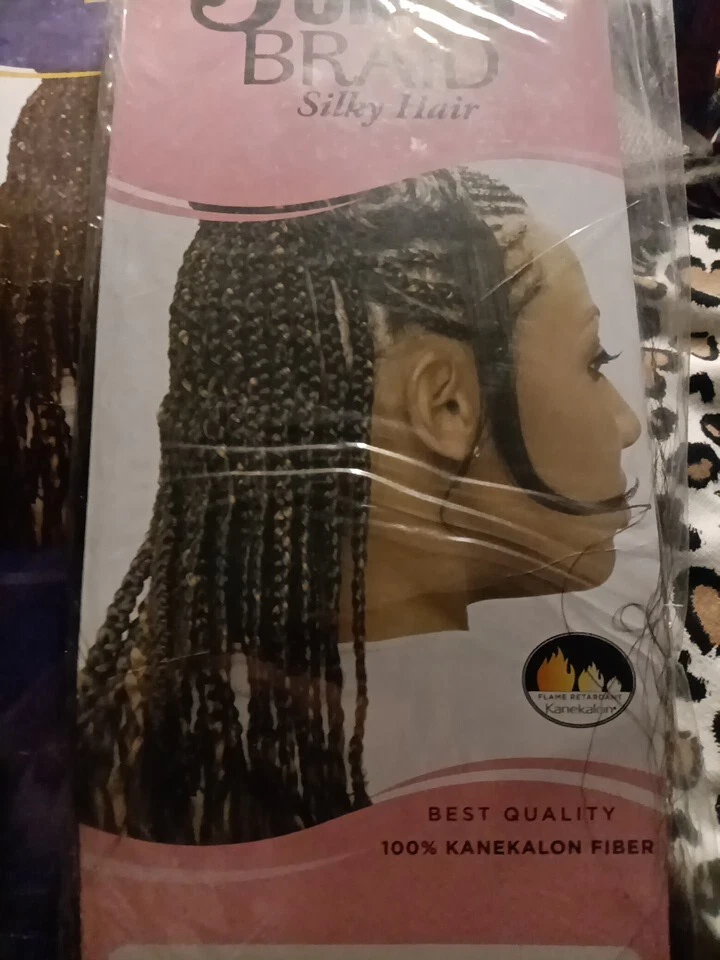 BRAID
Silky Hair
FLAME RETARDANT
Kanekalon
BEST QUALITY
100% KANEKALON FIBER